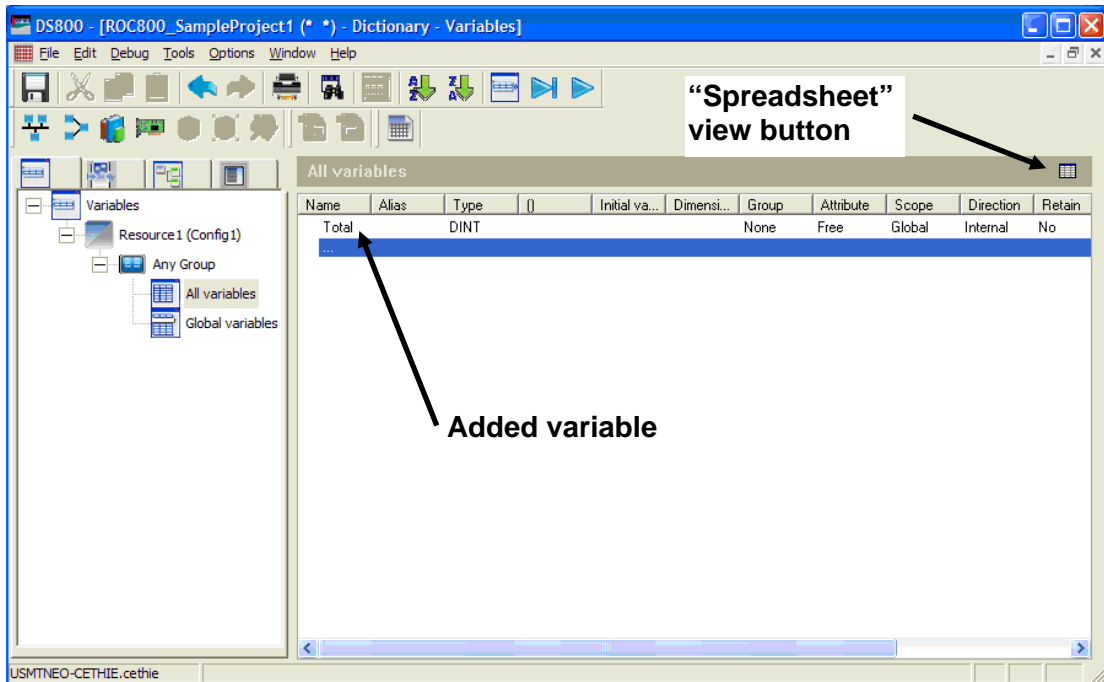 DS800 - [ROC800_SampleProject1 (* *) - Dictionary - Variables]
File Edit Debug Tools Options Window Help
“Spreadsheet”
view button
All variables
Variables
Resource1 (Config1)
Any Group
All variables
Global variables
Name Alias Type () Initial va... Dimensi... Group Attribute Scope Direction Retain
Total DINT None Free Global Internal No
...
Added variable
USMTNEO-CETHIE.cethie